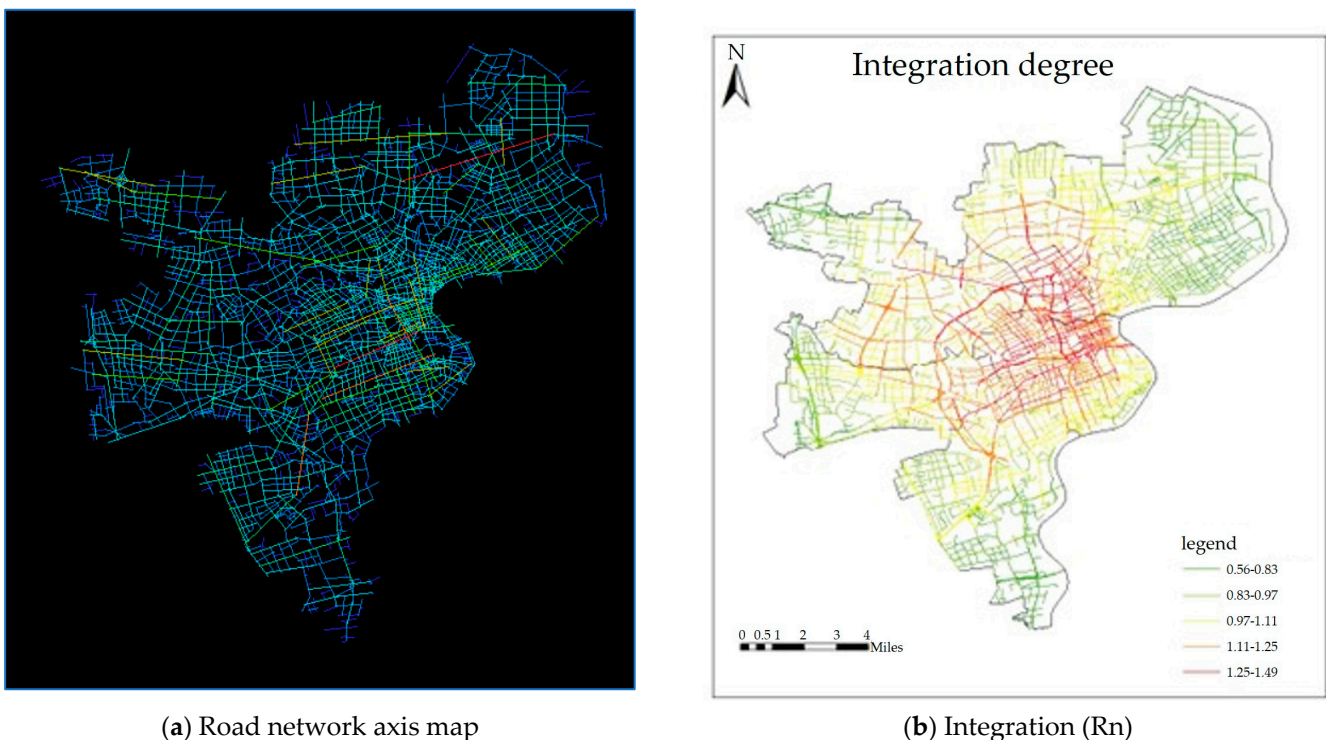 N
Integration degree
legend
0.56-0.83
0.83-0.97
0.97-1.11
1.11-1.25
1.25-1.49
0 0.5 1 2 3 4
Miles
(a) Road network axis map
(b) Integration (Rn)